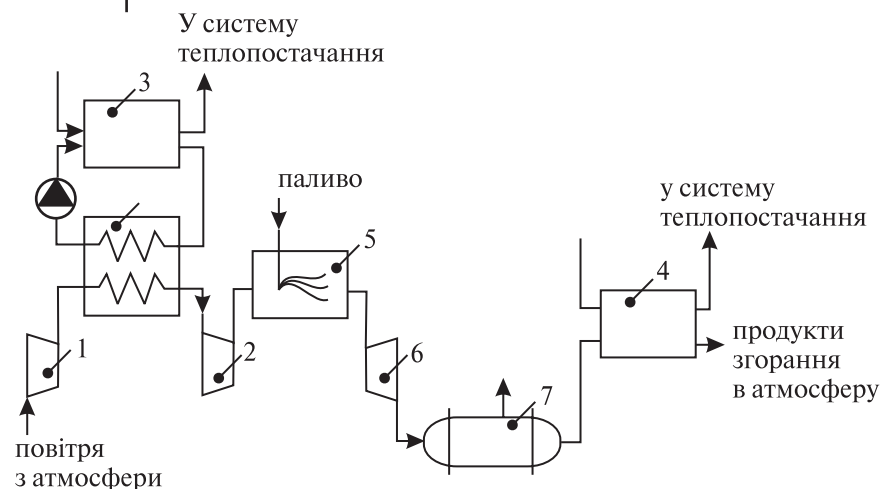 У систему
теплопостачання
3
паливо
5
у систему
теплопостачання
4
1
2
6
продукти
згорання
в атмосферу
7
повітря
з атмосфери